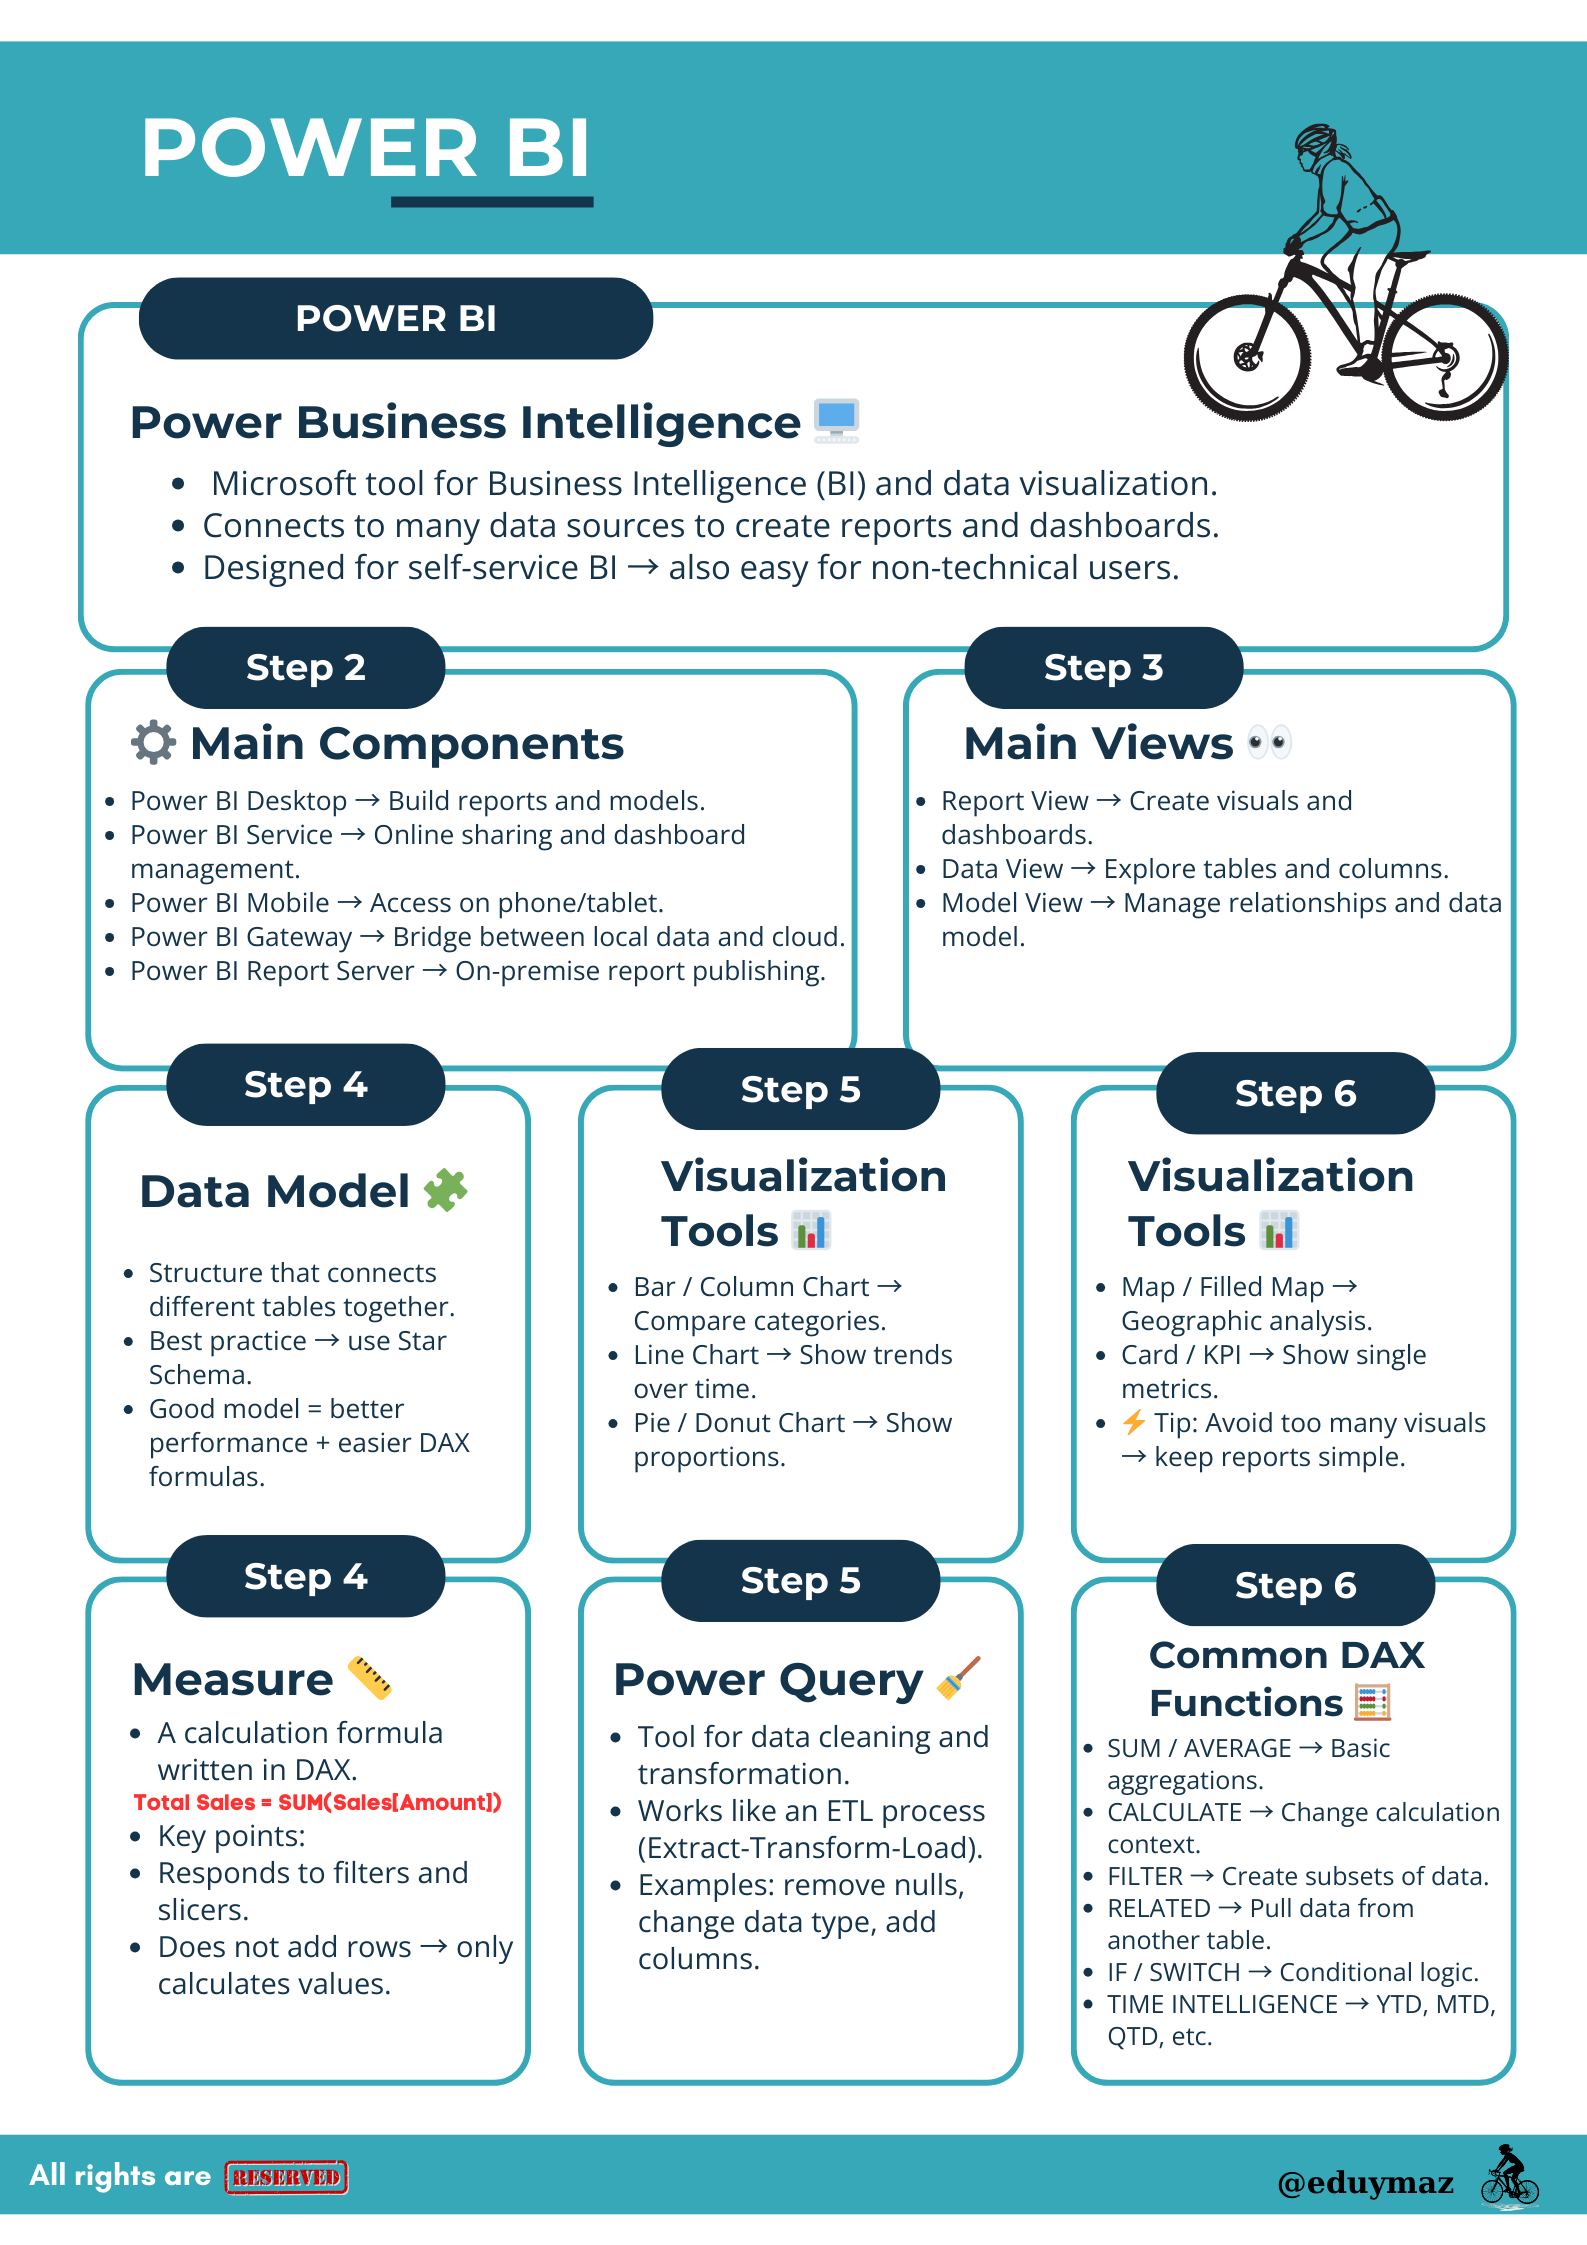 POWER BI
POWER BI
Power Business Intelligence
• Microsoft tool for Business Intelligence (BI) and data visualization.
• Connects to many data sources to create reports and dashboards.
• Designed for self-service BI → also easy for non-technical users.
Step 2
Main Components
• Power BI Desktop → Build reports and models.
• Power BI Service → Online sharing and dashboard
management.
• Power BI Mobile → Access on phone/tablet.
• Power BI Gateway → Bridge between local data and cloud.
• Power BI Report Server → On-premise report publishing.
Step 3
Main Views 👀
• Report View → Create visuals and
dashboards.
• Data View → Explore tables and columns.
• Model View → Manage relationships and data
model.
Step 4
Data Model
• Structure that connects
different tables together.
• Best practice → use Star
Schema.
• Good model = better
performance + easier DAX
formulas.
Step 5
Visualization
Tools
• Bar / Column Chart →
Compare categories.
• Line Chart → Show trends
over time.
• Pie / Donut Chart → Show
proportions.
Step 6
Visualization
Tools
• Map / Filled Map →
Geographic analysis.
• Card / KPI → Show single
metrics.
• ⚡ Tip: Avoid too many visuals
→ keep reports simple.
Step 4
Measure
• A calculation formula
written in DAX.
Total Sales = SUM(Sales[Amount])
• Key points:
• Responds to filters and
slicers.
• Does not add rows → only
calculates values.
Step 5
Power Query
• Tool for data cleaning and
transformation.
• Works like an ETL process
(Extract-Transform-Load).
• Examples: remove nulls,
change data type, add
columns.
Step 6
Common DAX
Functions
• SUM / AVERAGE → Basic
aggregations.
• CALCULATE → Change calculation
context.
• FILTER → Create subsets of data.
• RELATED → Pull data from
another table.
• IF / SWITCH → Conditional logic.
• TIME INTELLIGENCE → YTD, MTD,
QTD, etc.
All rights are RESERVED
@eduymaz